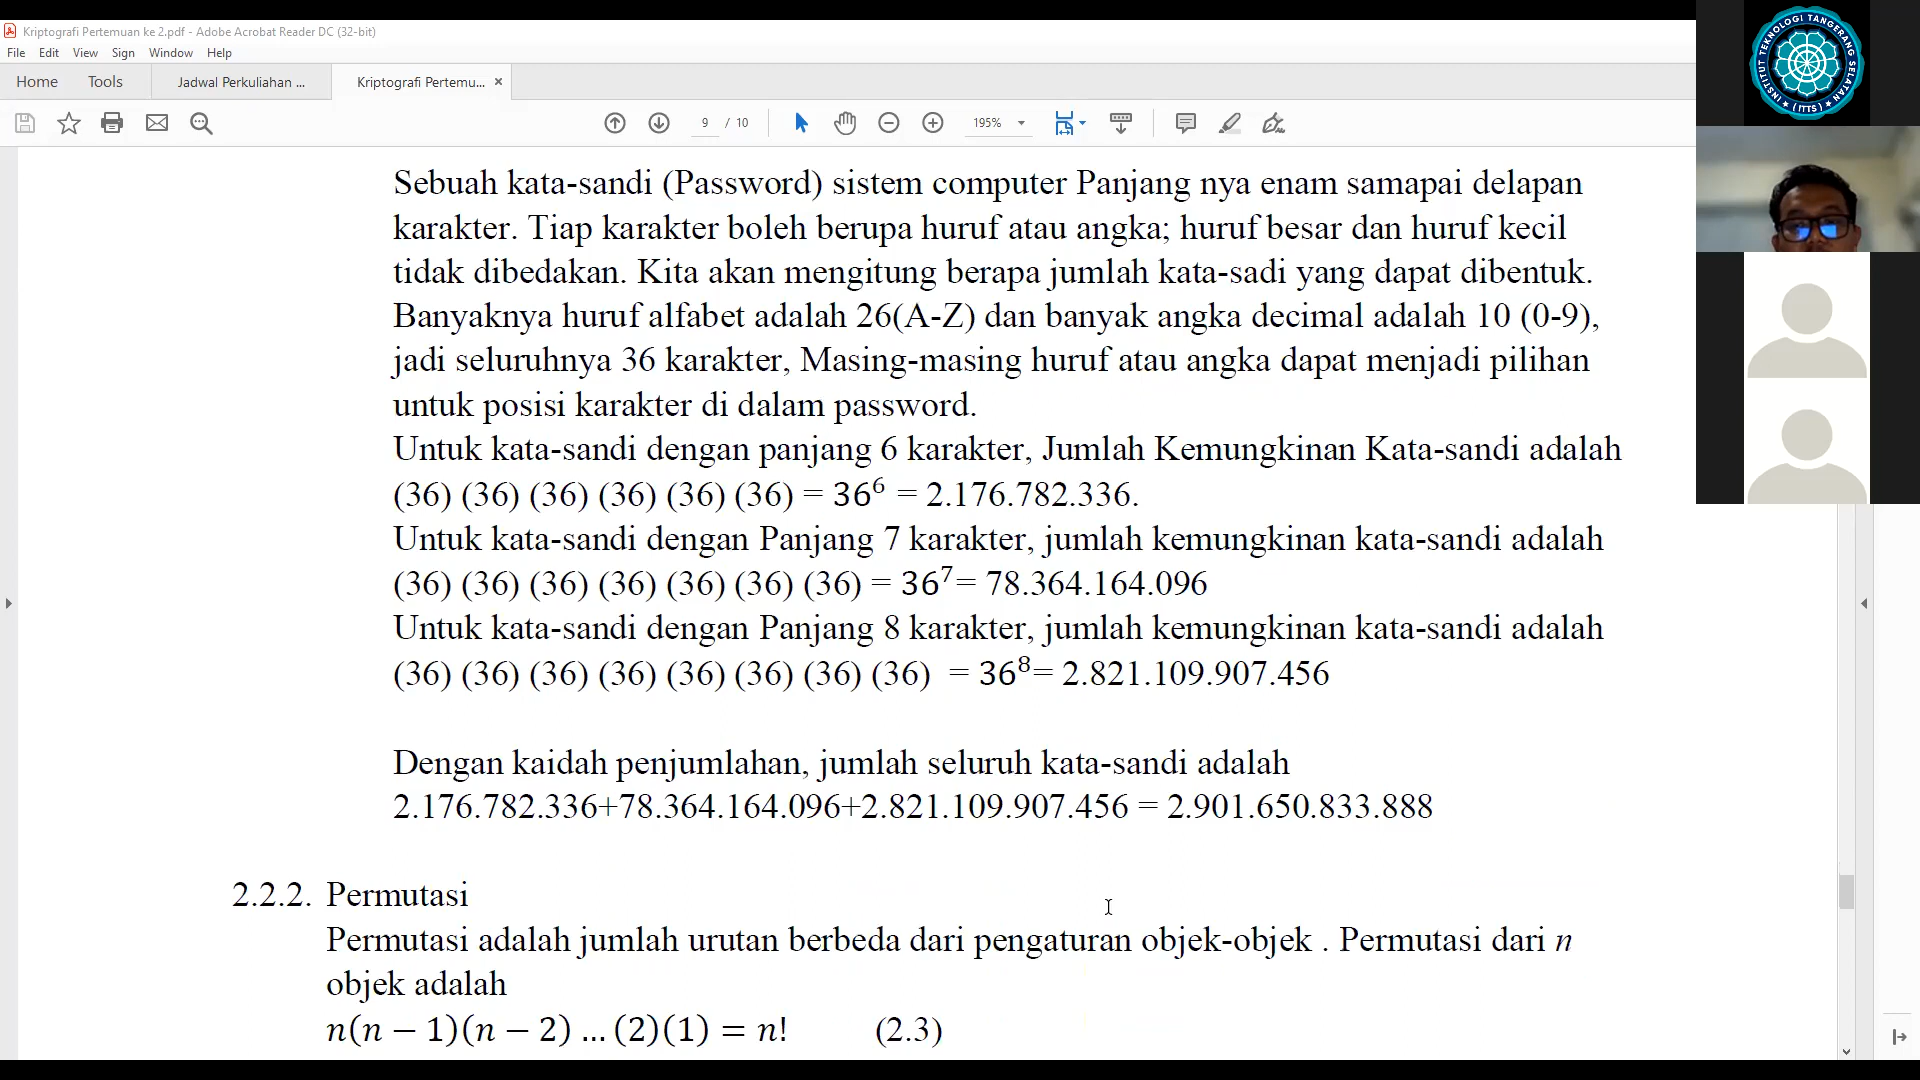 Kriptografi Pertemuan ke 2.pdf - Adobe Acrobat Reader DC (32-bit)
File Edit View Sign Window Help
Home Tools Jadwal Perkuliahan ... Kriptografi Pertemu... ×
9 / 10 195%
Sebuah kata-sandi (Password) sistem computer Panjang nya enam samapai delapan
karakter. Tiap karakter boleh berupa huruf atau angka; huruf besar dan huruf kecil
tidak dibedakan. Kita akan mengitung berapa jumlah kata-sadi yang dapat dibentuk.
Banyaknya huruf alfabet adalah 26(A-Z) dan banyak angka decimal adalah 10 (0-9),
jadi seluruhnya 36 karakter, Masing-masing huruf atau angka dapat menjadi pilihan
untuk posisi karakter di dalam password.
Untuk kata-sandi dengan panjang 6 karakter, Jumlah Kemungkinan Kata-sandi adalah
(36) (36) (36) (36) (36) (36) = 36⁶ = 2.176.782.336.
Untuk kata-sandi dengan Panjang 7 karakter, jumlah kemungkinan kata-sandi adalah
(36) (36) (36) (36) (36) (36) (36) = 36⁷= 78.364.164.096
Untuk kata-sandi dengan Panjang 8 karakter, jumlah kemungkinan kata-sandi adalah
(36) (36) (36) (36) (36) (36) (36) (36) = 36⁸= 2.821.109.907.456
Dengan kaidah penjumlahan, jumlah seluruh kata-sandi adalah
2.176.782.336+78.364.164.096+2.821.109.907.456 = 2.901.650.833.888
2.2.2. Permutasi
Permutasi adalah jumlah urutan berbeda dari pengaturan objek-objek . Permutasi dari n
objek adalah
n(n − 1)(n − 2) … (2)(1) = n! (2.3)
INSTITUT TEKNOLOGI TANGERANG SELATAN
(ITTS)